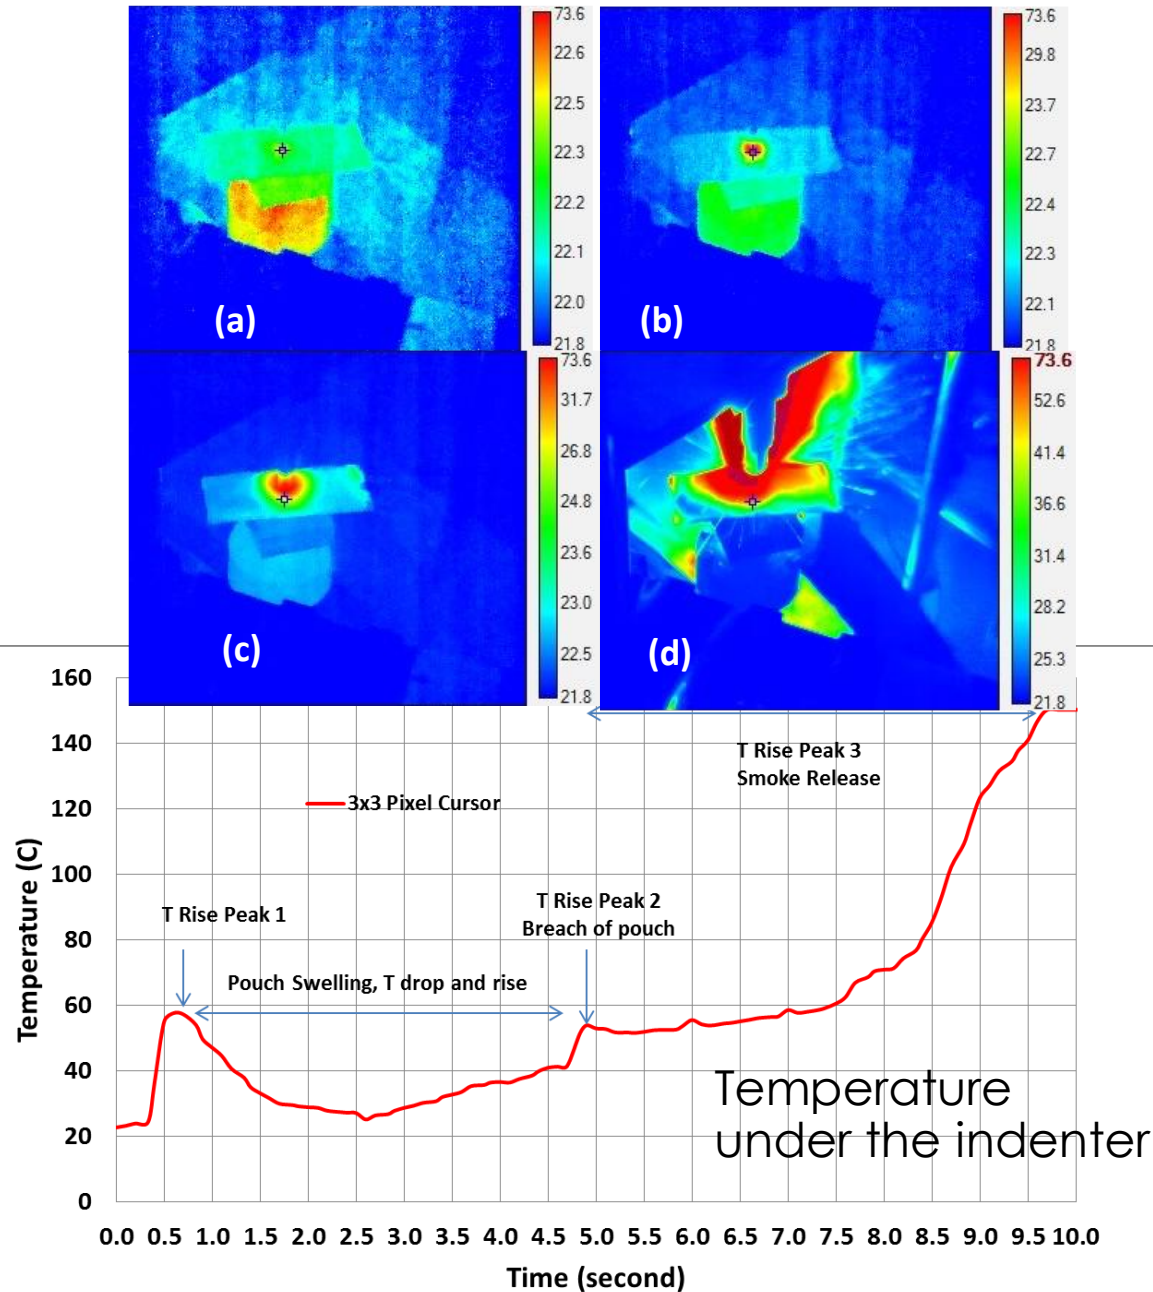 73.6
22.6
22.5
22.3
22.2
22.1
22.0
21.8
(a)
73.6
29.8
23.7
22.7
22.4
22.3
22.1
21.8
(b)
73.6
31.7
26.8
24.8
23.6
23.0
22.5
21.8
(c)
73.6
52.6
41.4
36.6
31.4
28.2
25.3
21.8
(d)
160
140
120
100
80
60
40
20
0
Temperature (C)
T Rise Peak 3
Smoke Release
3x3 Pixel Cursor
T Rise Peak 1
T Rise Peak 2
Breach of pouch
Pouch Swelling, T drop and rise
Temperature
under the indenter
0.0 0.5 1.0 1.5 2.0 2.5 3.0 3.5 4.0 4.5 5.0 5.5 6.0 6.5 7.0 7.5 8.0 8.5 9.0 9.5 10.0
Time (second)